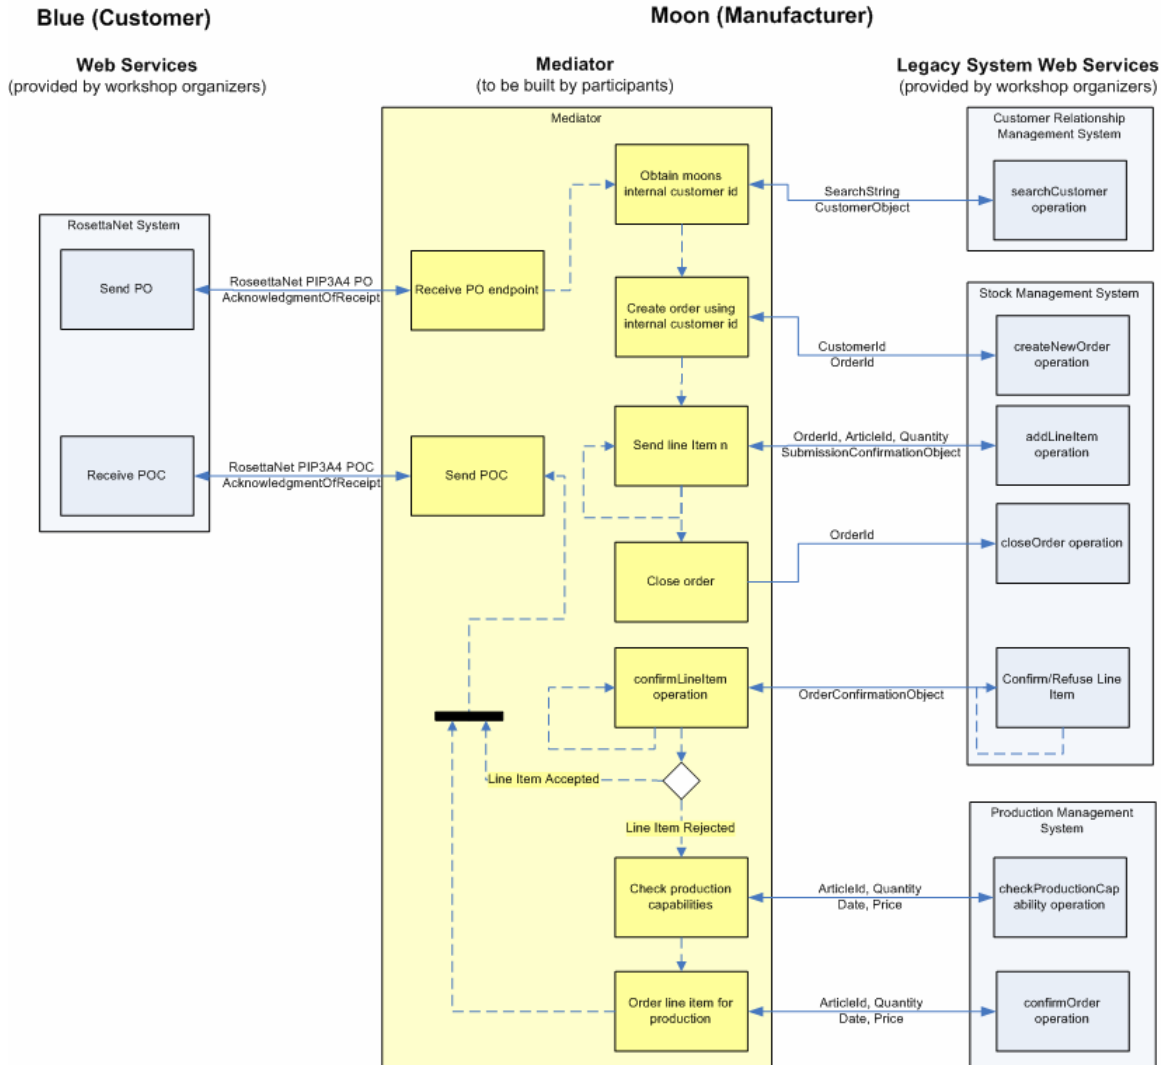 Blue (Customer)
Moon (Manufacturer)
Web Services
(provided by workshop organizers)
Mediator
(to be built by participants)
Legacy System Web Services
(provided by workshop organizers)
Mediator
Customer Relationship
Management System
Obtain moons
internal customer id
SearchString
CustomerObject
searchCustomer
operation
RosettaNet System
Send PO
RoseettaNet PIP3A4 PO
AcknowledgmentOfReceipt
Receive PO endpoint
Create order using
internal customer id
Stock Management System
CustomerId
OrderId
createNewOrder
operation
Receive POC
RosettaNet PIP3A4 POC
AcknowledgmentOfReceipt
Send POC
Send line Item n
OrderId, ArticleId, Quantity
SubmissionConfirmationObject
addLineItem
operation
Close order
OrderId
closeOrder operation
confirmLineItem
operation
OrderConfirmationObject
Confirm/Refuse Line
Item
Line Item Accepted
Line Item Rejected
Production Management
System
Check production
capabilities
ArticleId, Quantity
Date, Price
checkProductionCap
ability operation
Order line item for
production
ArticleId, Quantity
Date, Price
confirmOrder
operation